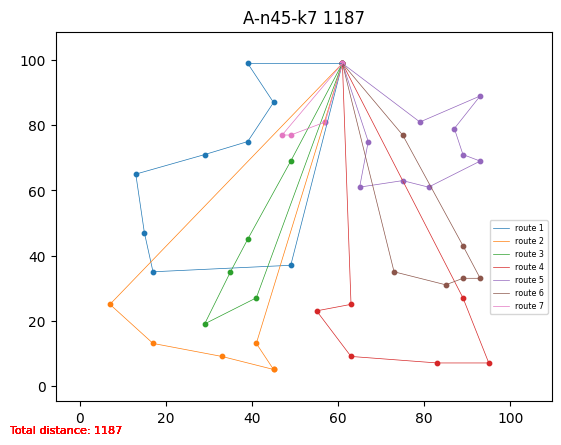 A-n45-k7 1187
100
80
60
40
20
0
route 1
route 2
route 3
route 4
route 5
route 6
route 7
0 20 40 60 80 100
Total distance: 1187